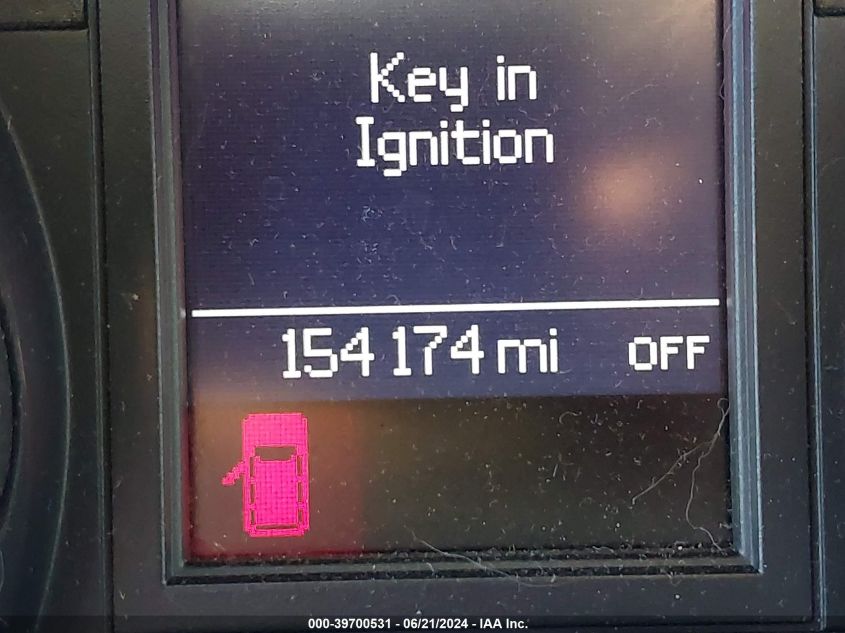 Key in
Ignition
154 174 mi OFF
000-39700531 - 06/21/2024 - IAA Inc.